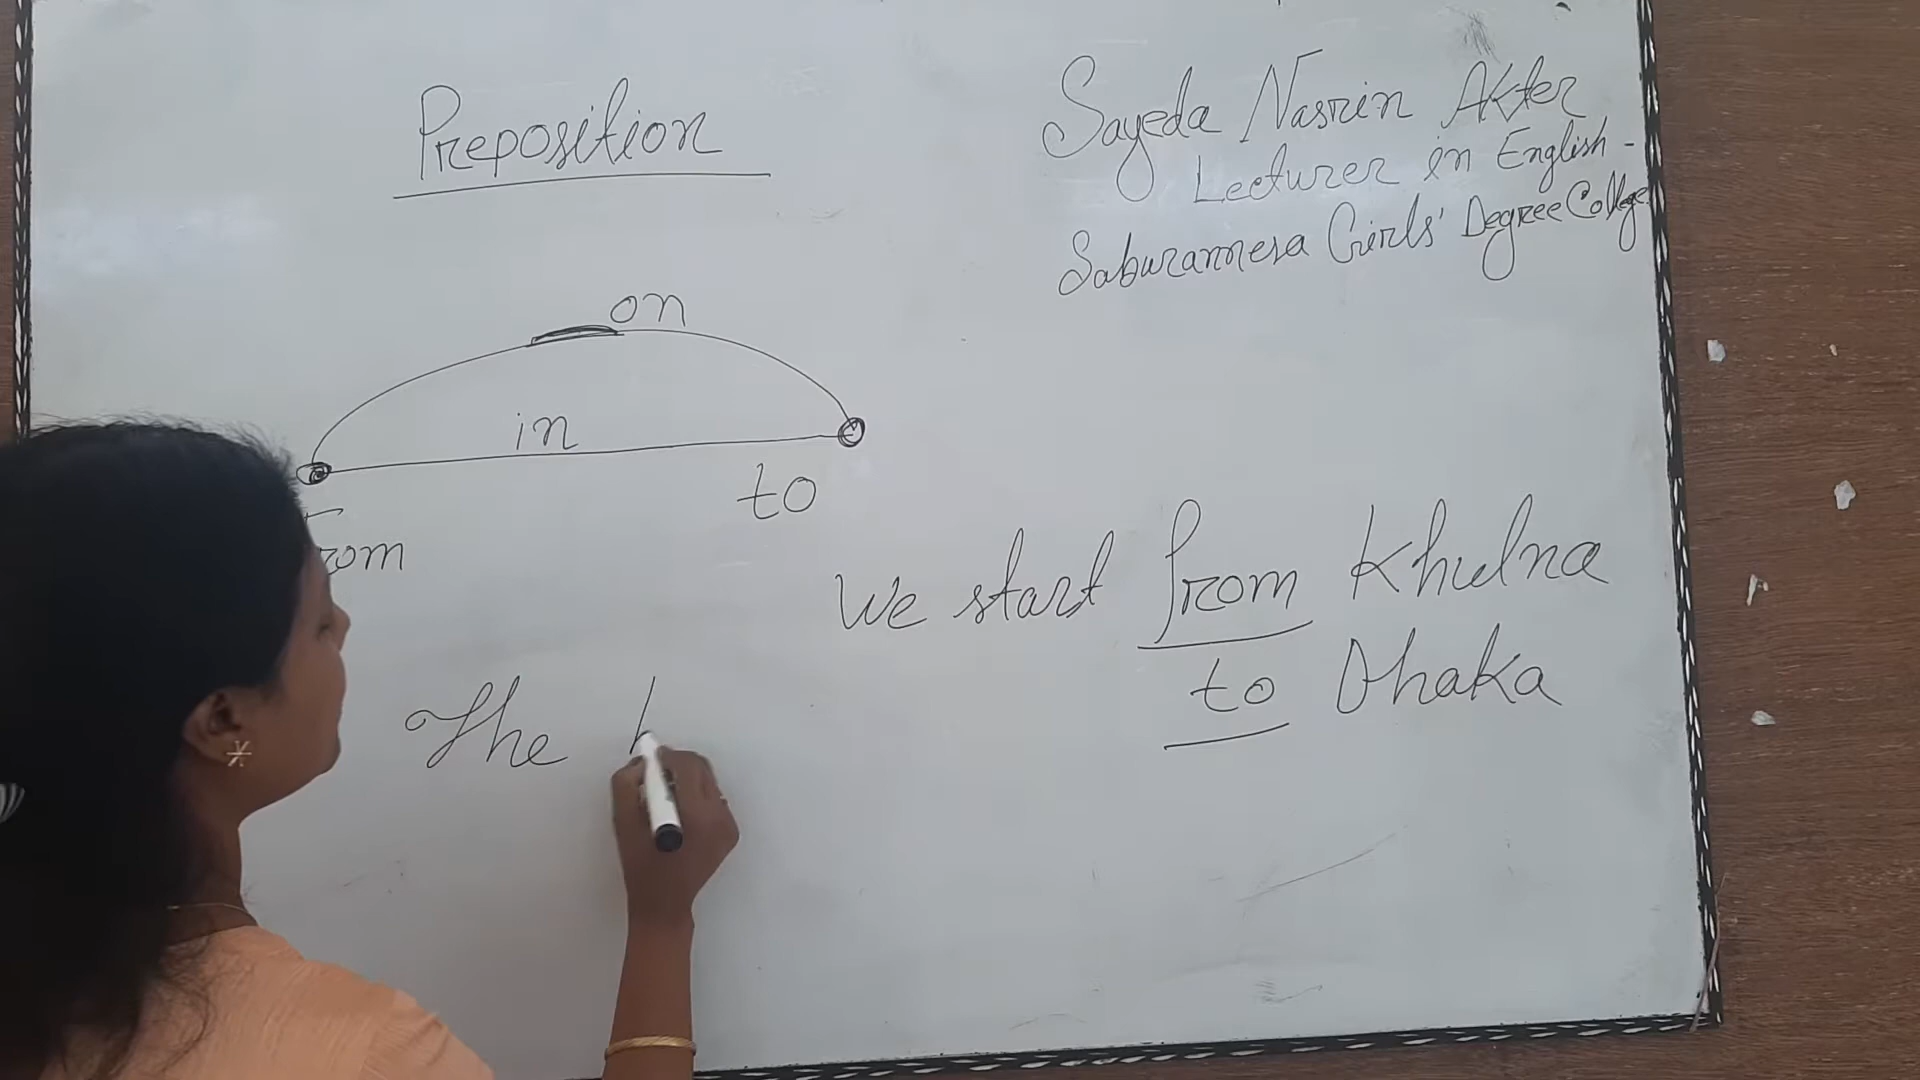 Preposition
Sayeda Nasrin Akter
Lecturer in English -
Saburannesa Girls' Degree College
on
in
to
from
We start from Khulna
to Dhaka
The